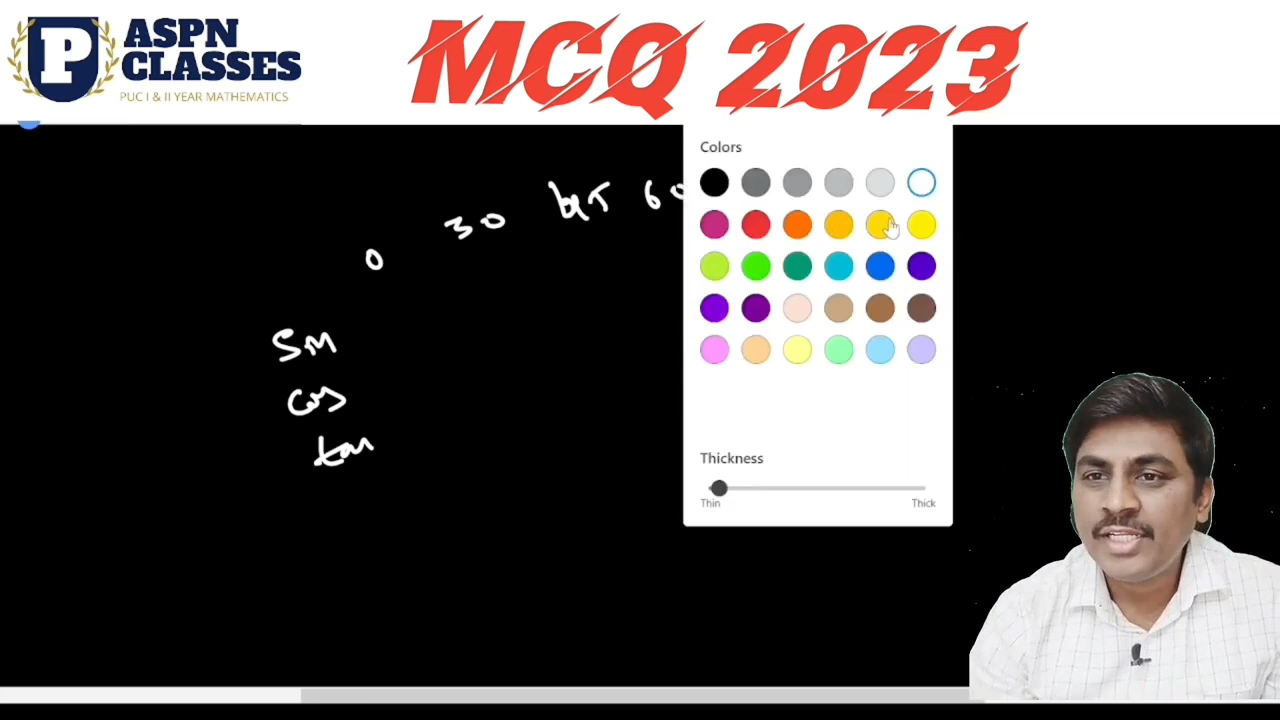 ASPN
CLASSES
PUC I & II YEAR MATHEMATICS
MCQ 2023
P
Colors
0 30 45 60
sin
cos
tan
Thickness
Thin Thick